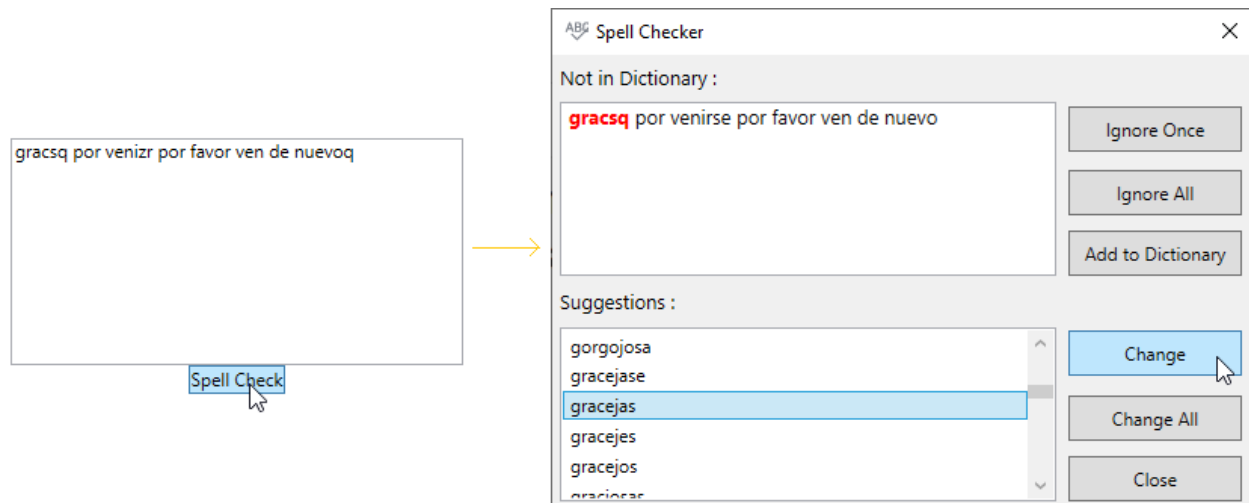 gracsq por venizr por favor ven de nuevoq
Spell Check
ABC Spell Checker
Not in Dictionary :
gracsq por venirse por favor ven de nuevo
Ignore Once
Ignore All
Add to Dictionary
Suggestions :
gorgojosa
gracejase
gracejas
gracejes
gracejos
graciosas
Change
Change All
Close